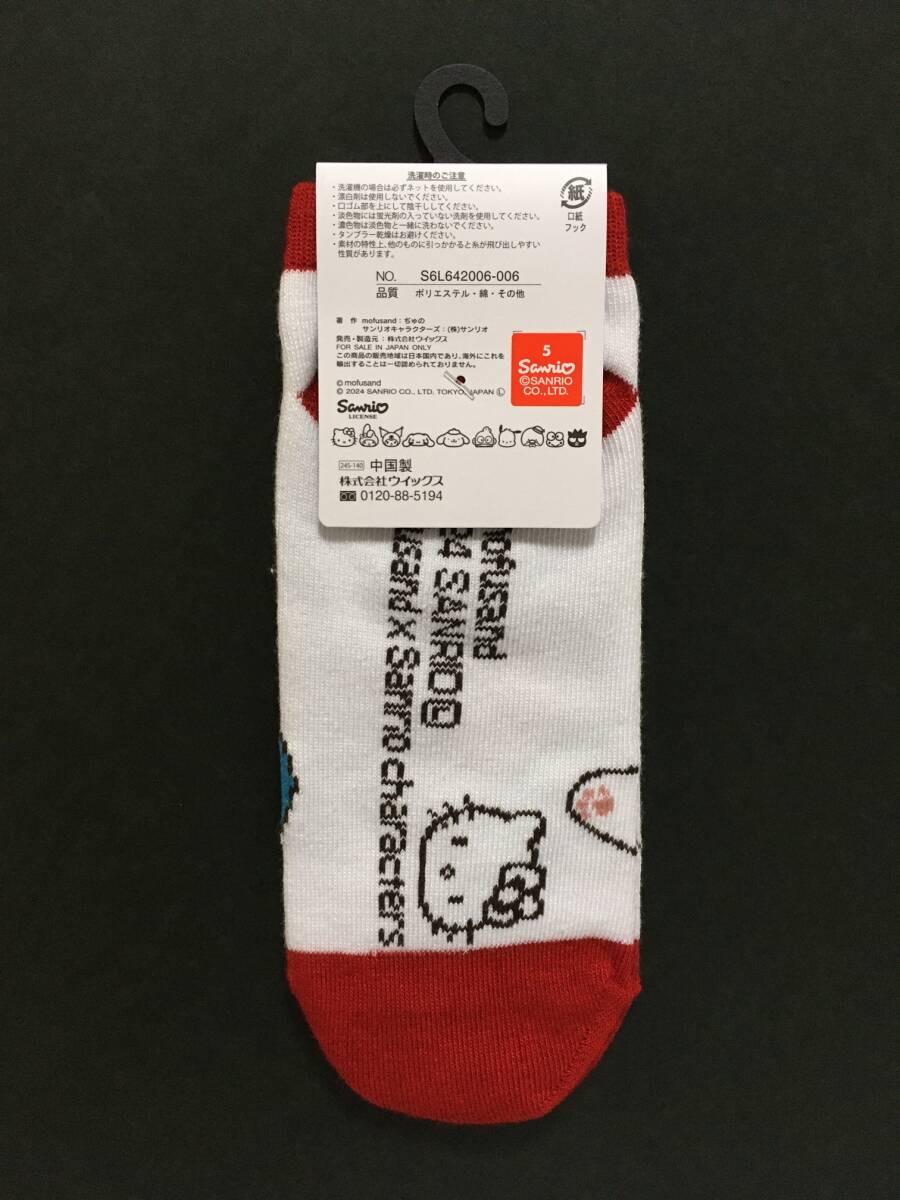 洗濯時のご注意
・洗濯機の場合は必ずネットを使用してください。
・漂白剤は使用しないでください。
・口ゴム部を上にして陰干ししてください。
・淡色物には蛍光剤の入っていない洗剤を使用してください。
・濃色物は淡色物と一緒に洗わないでください。
・タンブラー乾燥はお避けください。
・素材の特性上、他のものに引っかかると糸が飛び出しやすい
性質があります。
紙
口紙
フック
NO. S6L642006-006
品質 ポリエステル・綿・その他
著 作 mofusand：ぢゅの
サンリオキャラクターズ：(株)サンリオ
発売・製造元：株式会社ウイックス
FOR SALE IN JAPAN ONLY
この商品の販売地域は日本国内であり、海外にこれを
輸出することは一切認められておりません。
©mofusand
© 2024 SANRIO CO., LTD. TOKYO, JAPAN Ⓛ
5
Sanrio
©SANRIO
CO.,LTD.
Sanrio
LICENSE
245-140 中国製
株式会社ウイックス
0120-88-5194
SANRIO
x Sanrio characters